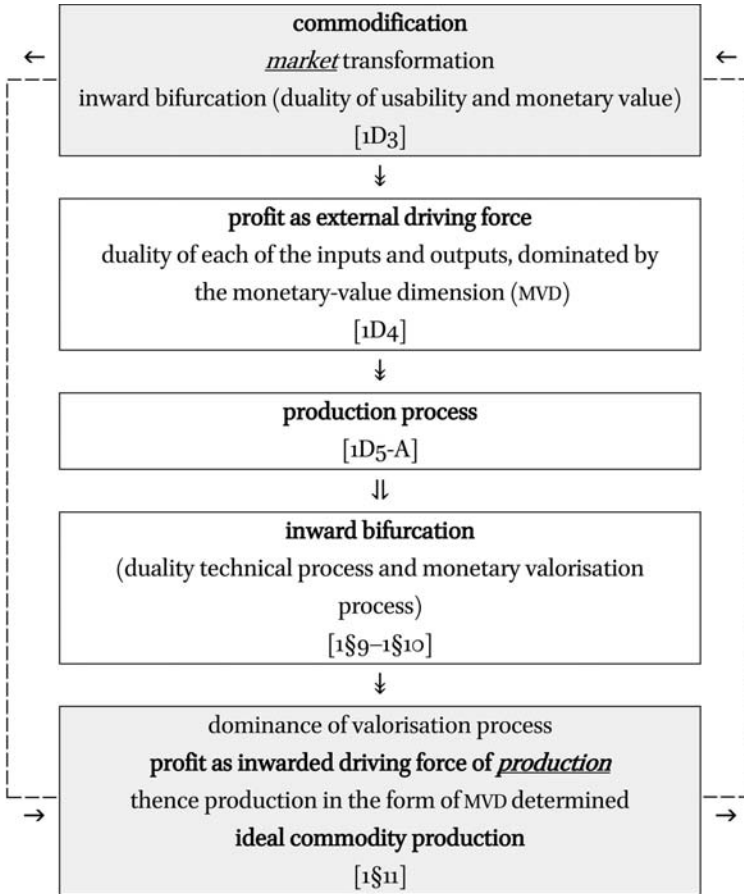 commodification
market transformation
inward bifurcation (duality of usability and monetary value)
[1D3]
profit as external driving force
duality of each of the inputs and outputs, dominated by
the monetary-value dimension (MVD)
[1D4]
production process
[1D5-A]
inward bifurcation
(duality technical process and monetary valorisation
process)
[1§9–1§10]
dominance of valorisation process
profit as inwarded driving force of production
thence production in the form of MVD determined
ideal commodity production
[1§11]